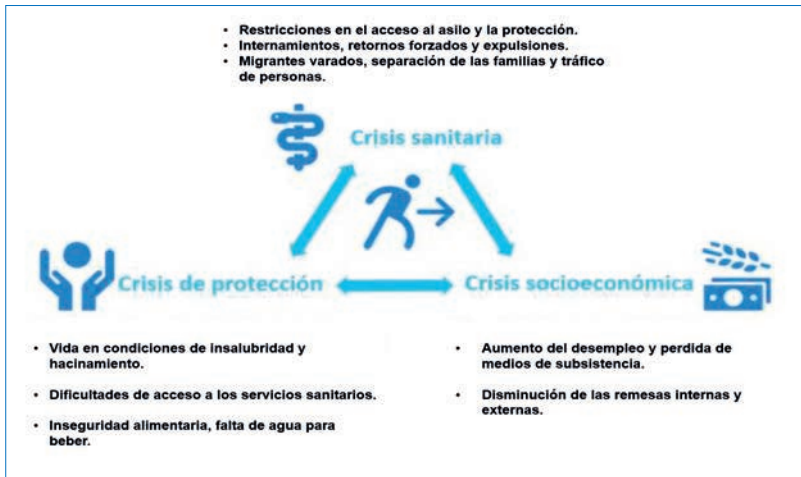 • Restricciones en el acceso al asilo y la protección.
• Internamientos, retornos forzados y expulsiones.
• Migrantes varados, separación de las familias y tráfico
de personas.
Crisis sanitaria
Crisis de protección
Crisis socioeconómica
• Vida en condiciones de insalubridad y
hacinamiento.
• Dificultades de acceso a los servicios sanitarios.
• Inseguridad alimentaria, falta de agua para
beber.
• Aumento del desempleo y perdida de
medios de subsistencia.
• Disminución de las remesas internas y
externas.